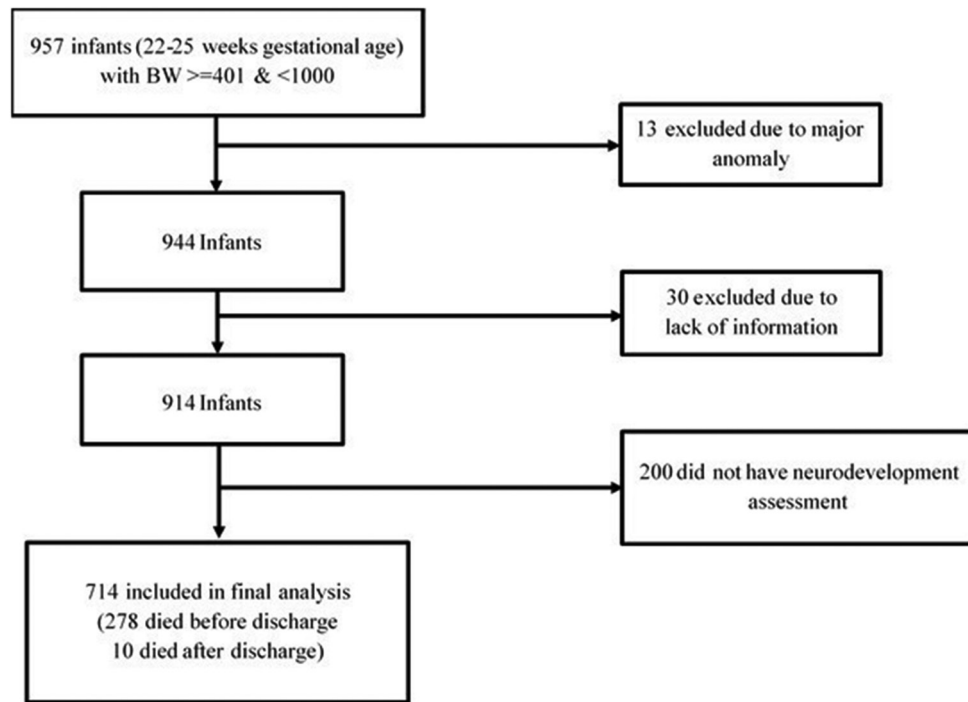 957 infants (22-25 weeks gestational age)
with BW >=401 & <1000
13 excluded due to major
anomaly
944 Infants
30 excluded due to
lack of information
914 Infants
200 did not have neurodevelopment
assessment
714 included in final analysis
(278 died before discharge
10 died after discharge)